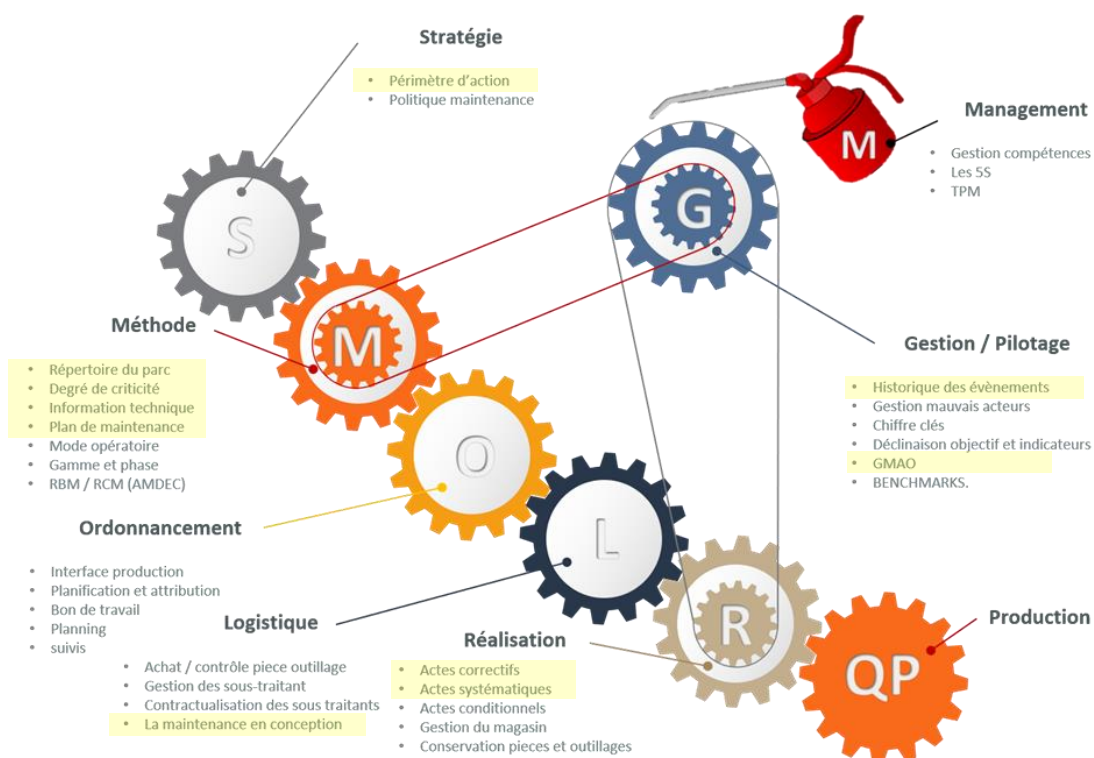 Stratégie
• Périmètre d'action
• Politique maintenance
M
Management
• Gestion compétences
• Les 5S
• TPM
S
G
Méthode
M
• Répertoire du parc
• Degré de criticité
• Information technique
• Plan de maintenance
• Mode opératoire
• Gamme et phase
• RBM / RCM (AMDEC)
Gestion / Pilotage
• Historique des évènements
• Gestion mauvais acteurs
• Chiffre clés
• Déclinaison objectif et indicateurs
• GMAO
• BENCHMARKS.
O
Ordonnancement
• Interface production
• Planification et attribution
• Bon de travail
• Planning
• suivis
L
Logistique
• Achat / contrôle piece outillage
• Gestion des sous-traitant
• Contractualisation des sous traitants
• La maintenance en conception
R
Réalisation
• Actes correctifs
• Actes systématiques
• Actes conditionnels
• Gestion du magasin
• Conservation pieces et outillages
Production
QP